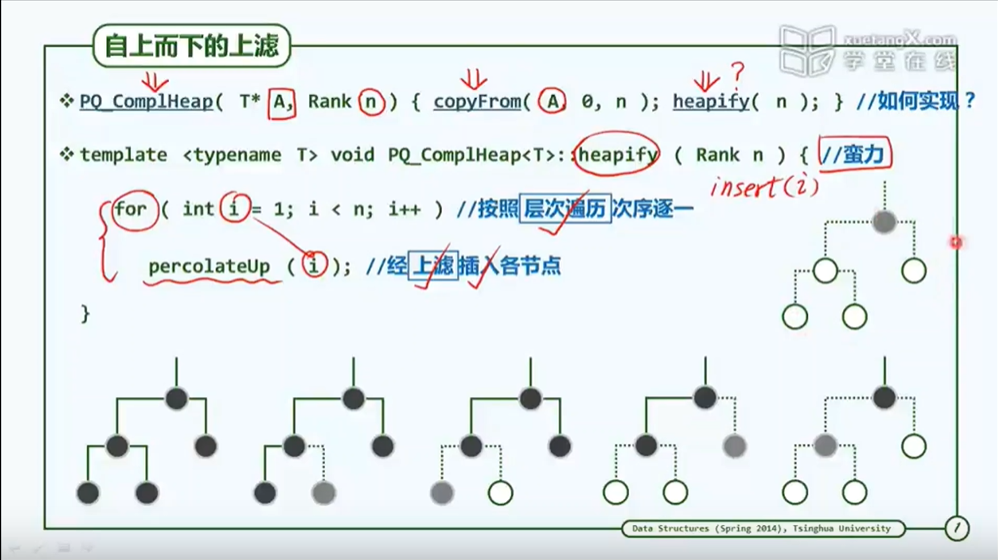 自上而下的上滤
xuetangX.com
学堂在线
?
❖ PQ_ComplHeap( T* A, Rank n ) { copyFrom( A, 0, n ); heapify( n ); } //如何实现？
❖ template <typename T> void PQ_ComplHeap<T>::heapify ( Rank n ) { //蛮力
insert(i)
for ( int i = 1; i < n; i++ ) //按照 层次遍历 次序逐一
percolateUp ( i ); //经 上滤 插入各节点
}
Data Structures (Spring 2014), Tsinghua University
7